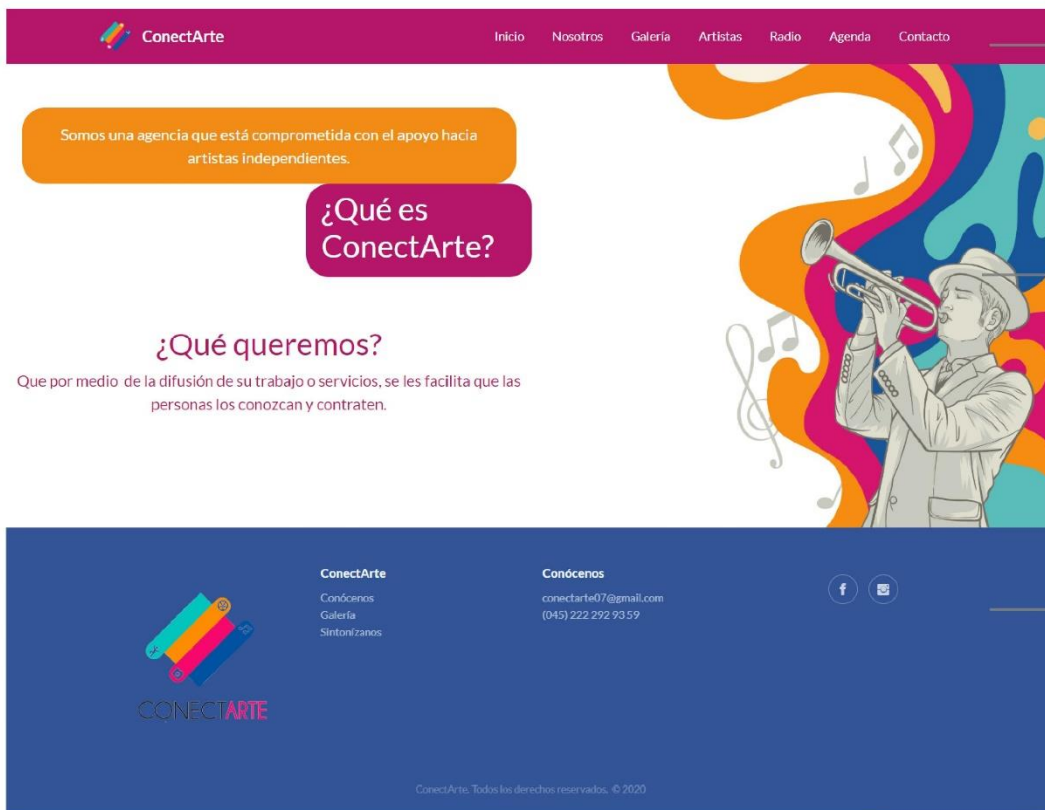 ConectArte
Inicio Nosotros Galería Artistas Radio Agenda Contacto
Somos una agencia que está comprometida con el apoyo hacia
artistas independientes.
¿Qué es
ConectArte?
¿Qué queremos?
Que por medio de la difusión de su trabajo o servicios, se les facilita que las
personas los conozcan y contraten.
CONECTARTE
ConectArte
Conócenos
Galería
Sintonízanos
Conócenos
conectarte07@gmail.com
(045) 222 292 93 59
f
ConectArte. Todos los derechos reservados. © 2020